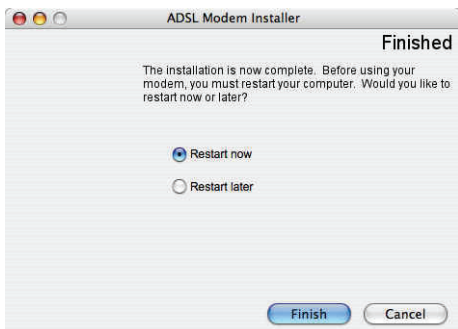 ADSL Modem Installer
Finished
The installation is now complete. Before using your
modem, you must restart your computer. Would you like to
restart now or later?
Restart now
Restart later
Finish
Cancel